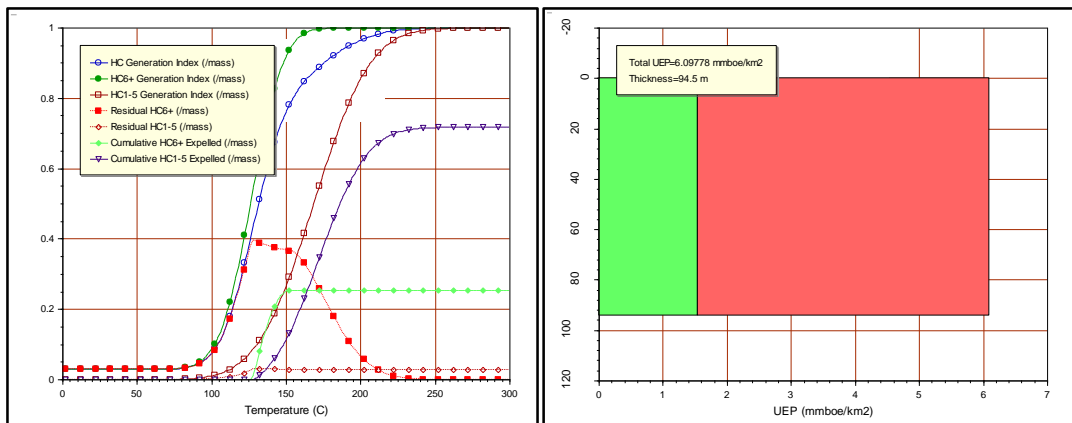 1
0.8
0.6
0.4
0.2
0
HC Generation Index (/mass)
HC6+ Generation Index (/mass)
HC1-5 Generation Index (/mass)
Residual HC6+ (/mass)
Residual HC1-5 (/mass)
Cumulative HC6+ Expelled (/mass)
Cumulative HC1-5 Expelled (/mass)
0 50 100 150 200 250 300
Temperature (C)
-20
0
20
40
60
80
100
120
Total UEP=6.09778 mmboe/km2
Thickness=94.5 m
0 1 2 3 4 5 6 7
UEP (mmboe/km2)